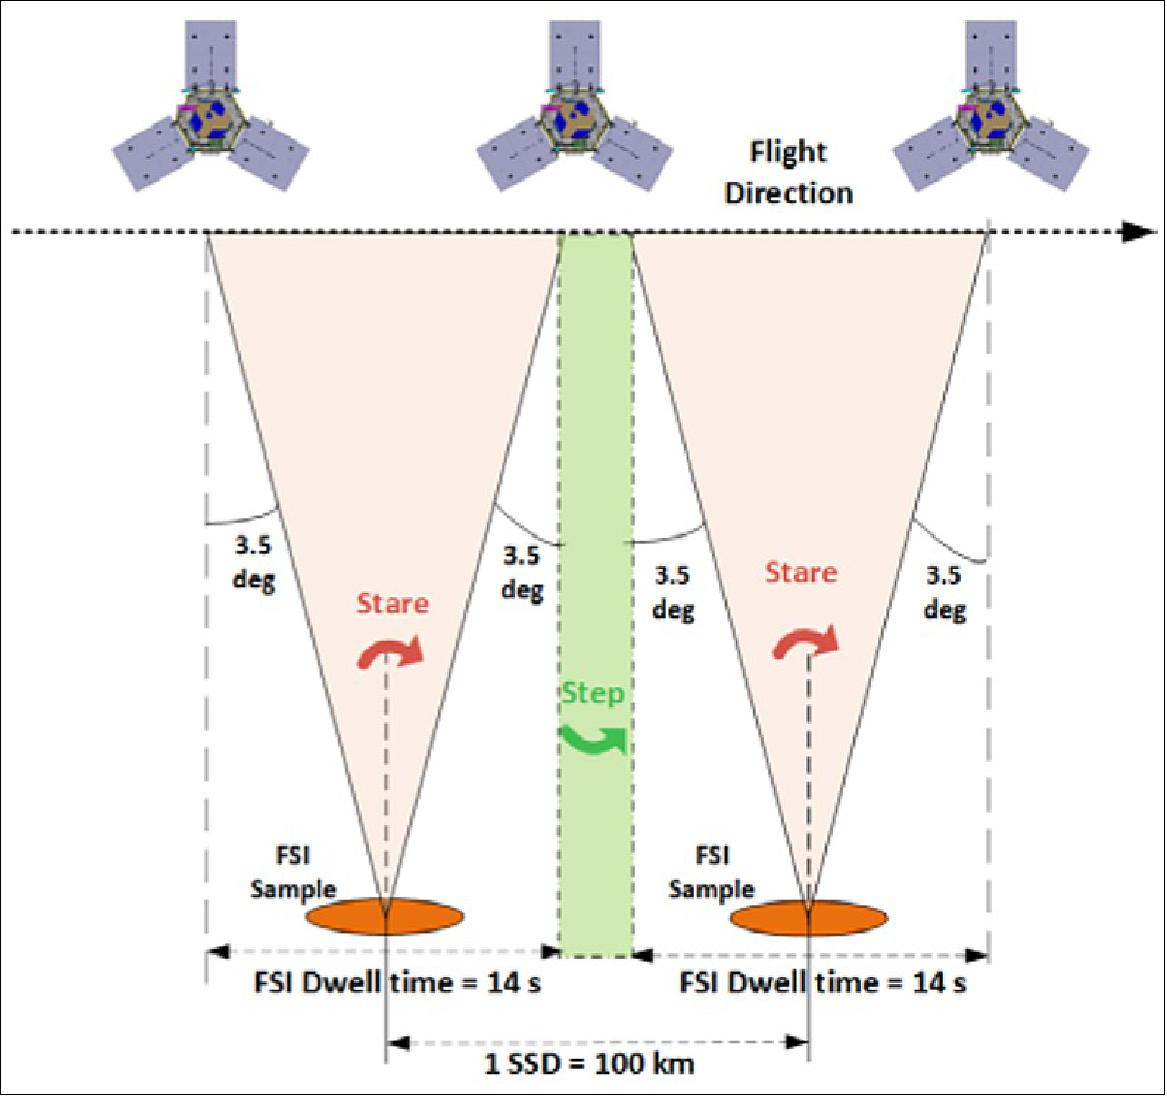 Flight
Direction
3.5
deg
3.5
deg
3.5
deg
3.5
deg
Stare
Stare
Step
FSI
Sample
FSI
Sample
FSI Dwell time = 14 s
FSI Dwell time = 14 s
1 SSD = 100 km